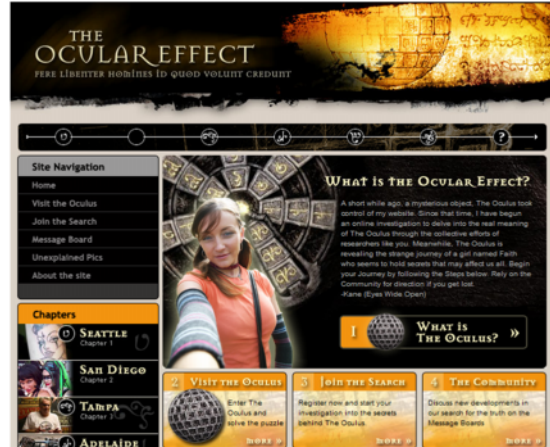 THE
OCULAR EFFECT
FERE LIBENTER HOMINES ID QUOD VOLUNT CREDUNT
?
Site Navigation
Home
Visit the Oculus
Join the Search
Message Board
Unexplained Pics
About the site
WHAT IS THE OCULAR EFFECT?
A short while ago, a mysterious object, The Oculus took
control of my website. Since that time, I have begun
an online investigation to delve into the real meaning
of The Oculus through the collective efforts of
researchers like you. Meanwhile, The Oculus is
revealing the strange journey of a girl named Faith
who seems to hold secrets that may affect us all. Begin
your Journey by following the Steps below. Rely on the
Community for direction if you get lost.
-Kane (Eyes Wide Open)
1 WHAT IS
THE OCULUS? »
Chapters
SEATTLE
Chapter 1
SAN DIEGO
Chapter 2
TAMPA
Chapter 3
ADELAIDE
2 VISIT THE OCULUS
Enter The
Oculus and
solve the puzzle
MORE »
3 JOIN THE SEARCH
Register now and start your
investigation into the secrets
behind The Oculus.
MORE »
4 THE COMMUNITY
Discuss new developments in
our search for the truth on the
Message Boards.
MORE »